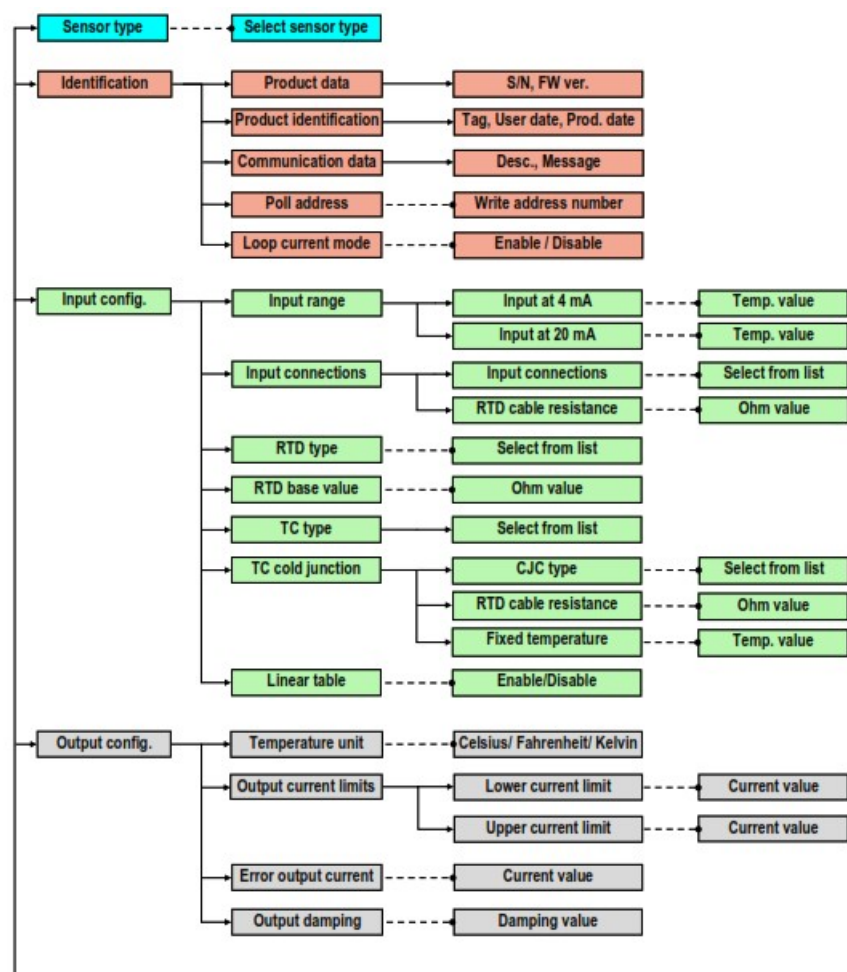 Sensor type Select sensor type
Identification Product data S/N, FW ver.
Product identification Tag, User date, Prod. date
Communication data Desc., Message
Poll address Write address number
Loop current mode Enable / Disable
Input config. Input range Input at 4 mA Temp. value
Input at 20 mA Temp. value
Input connections Input connections Select from list
RTD cable resistance Ohm value
RTD type Select from list
RTD base value Ohm value
TC type Select from list
TC cold junction CJC type Select from list
RTD cable resistance Ohm value
Fixed temperature Temp. value
Linear table Enable/Disable
Output config. Temperature unit Celsius/ Fahrenheit/ Kelvin
Output current limits Lower current limit Current value
Upper current limit Current value
Error output current Current value
Output damping Damping value